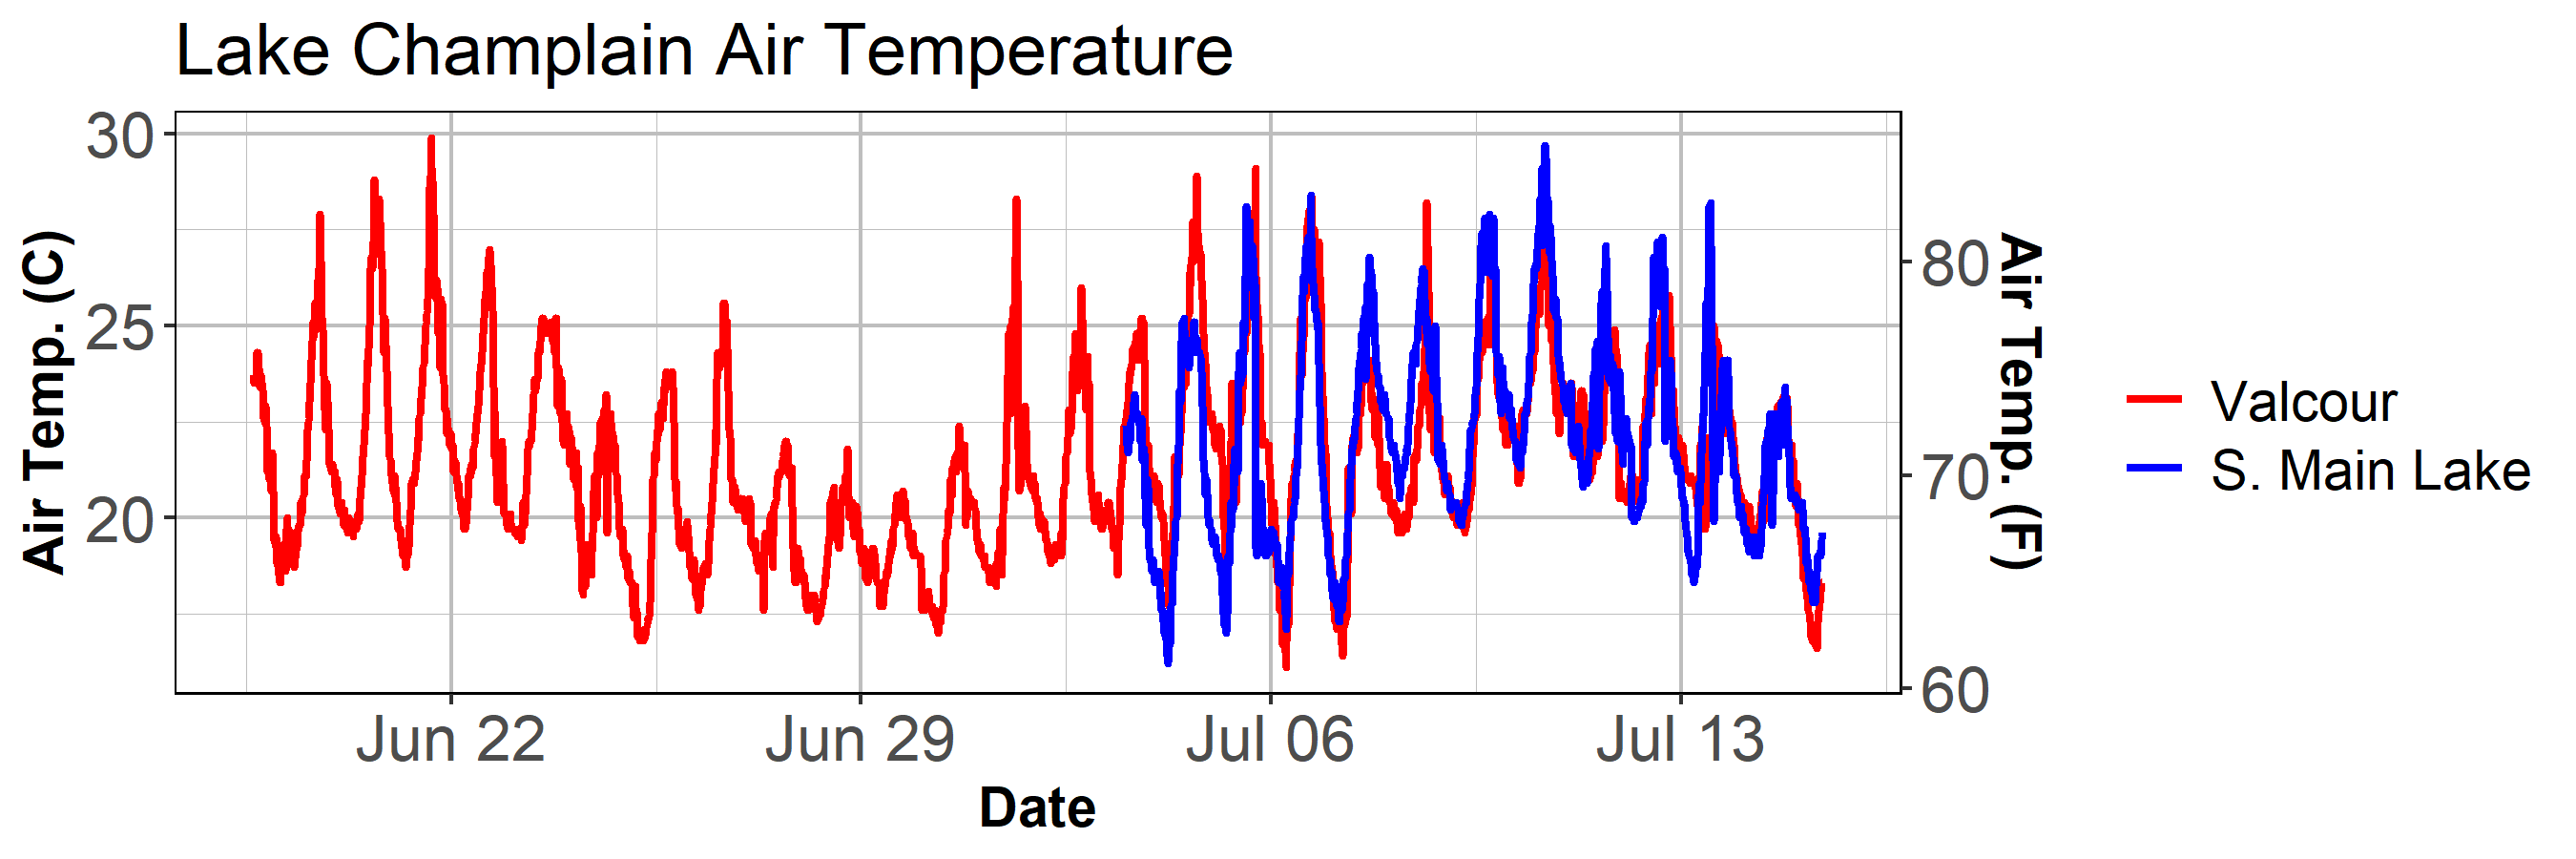 Lake Champlain Air Temperature
30
25
20
Air Temp. (C)
80
70
60
Air Temp. (F)
Jun 22
Jun 29
Jul 06
Jul 13
Date
Valcour
S. Main Lake